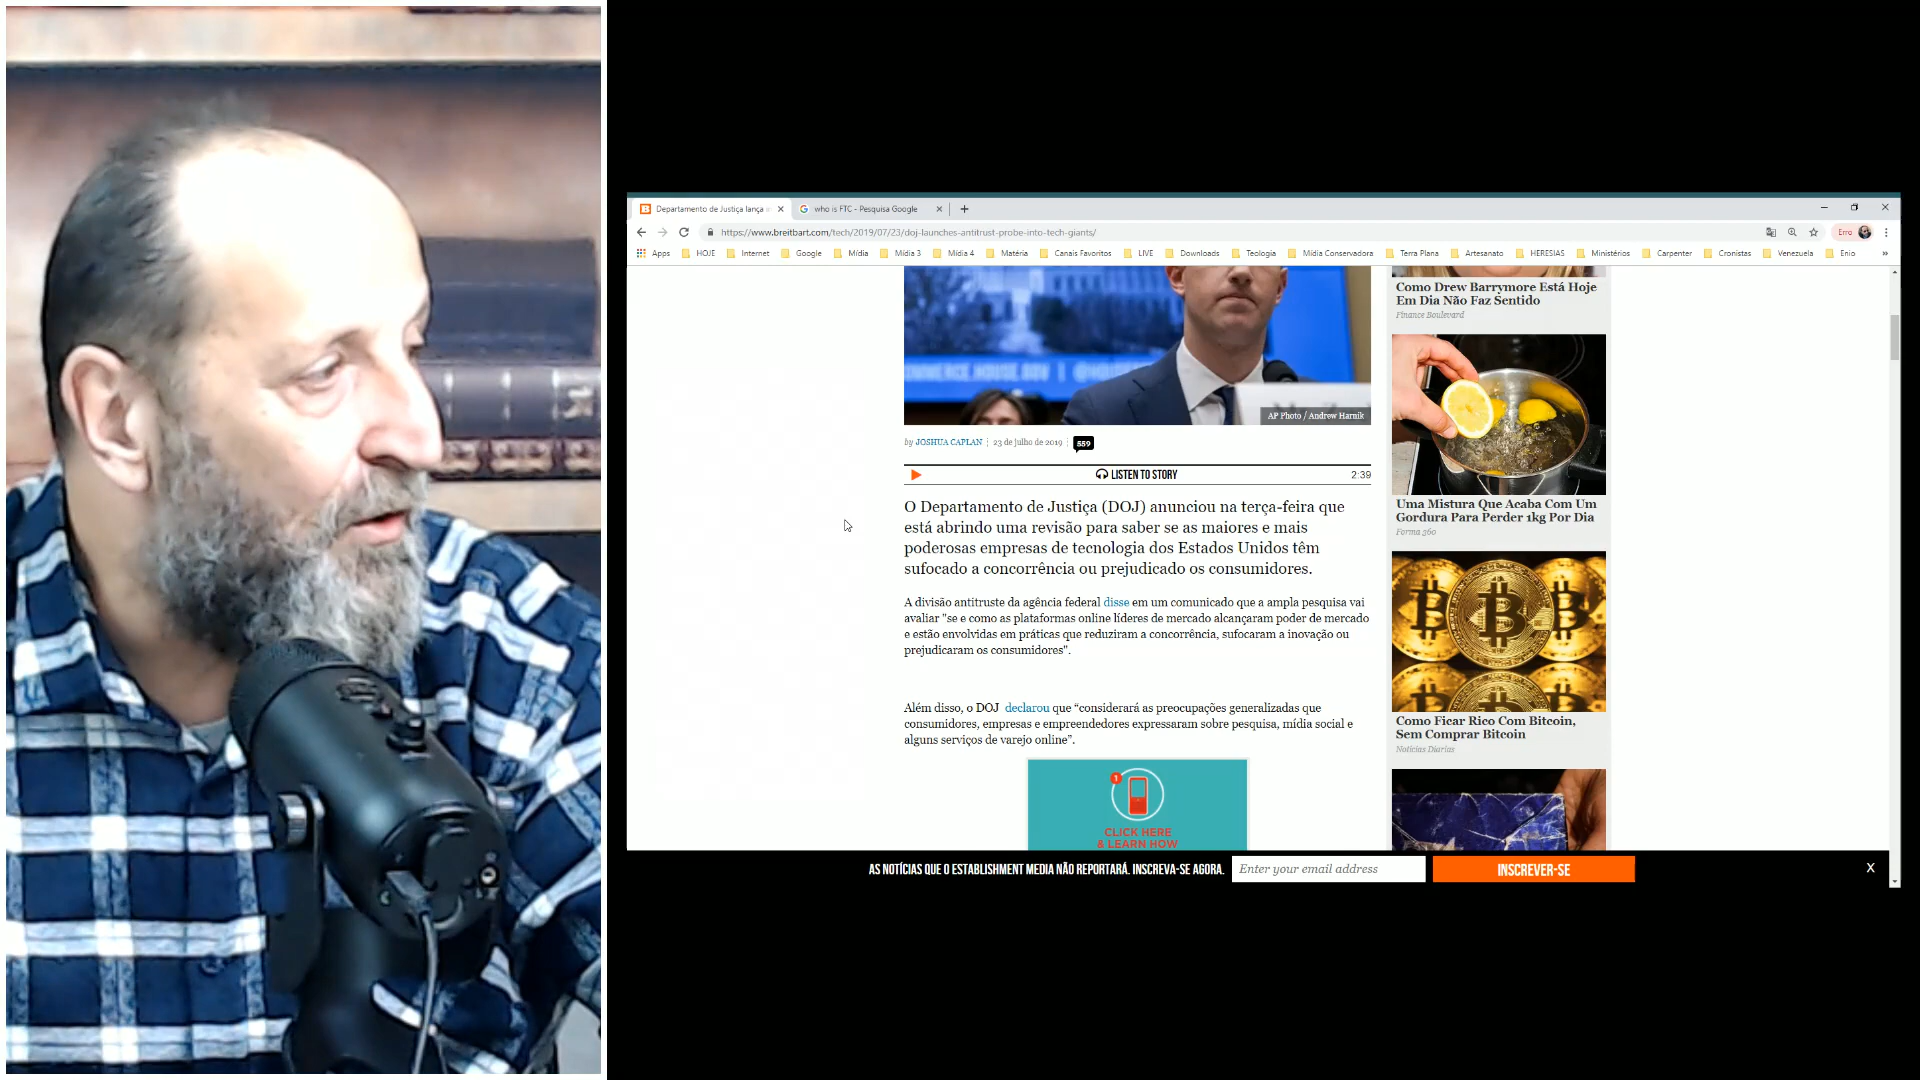 Departamento de Justiça lança
who is FTC - Pesquisa Google
https://www.breitbart.com/tech/2019/07/23/doj-launches-antitrust-probe-into-tech-giants/
Erro
Apps HOJE Internet Google Mídia Mídia 3 Mídia 4 Matéria Canais Favoritos LIVE Downloads Teologia Mídia Conservadora Terra Plana Artesanato HERESIAS Ministérios Carpenter Cronistas Venezuela Enio »
COMMERCE.HOUSE.GOV | @HOUS
AP Photo / Andrew Harnik
by JOSHUA CAPLAN | 23 de julho de 2019 | 559
LISTEN TO STORY 2:39
O Departamento de Justiça (DOJ) anunciou na terça-feira que
está abrindo uma revisão para saber se as maiores e mais
poderosas empresas de tecnologia dos Estados Unidos têm
sufocado a concorrência ou prejudicado os consumidores.
A divisão antitruste da agência federal disse em um comunicado que a ampla pesquisa vai
avaliar "se e como as plataformas online líderes de mercado alcançaram poder de mercado
e estão envolvidas em práticas que reduziram a concorrência, sufocaram a inovação ou
prejudicaram os consumidores".
Além disso, o DOJ declarou que “considerará as preocupações generalizadas que
consumidores, empresas e empreendedores expressaram sobre pesquisa, mídia social e
alguns serviços de varejo online”.
1
CLICK HERE
& LEARN HOW
Como Drew Barrymore Está Hoje
Em Dia Não Faz Sentido
Finance Boulevard
Uma Mistura Que Acaba Com Um
Gordura Para Perder 1kg Por Dia
Forma 360
Como Ficar Rico Com Bitcoin,
Sem Comprar Bitcoin
Notícias Diarias
AS NOTÍCIAS QUE O ESTABLISHMENT MEDIA NÃO REPORTARÁ. INSCREVA-SE AGORA.
Enter your email address
INSCREVER-SE
X